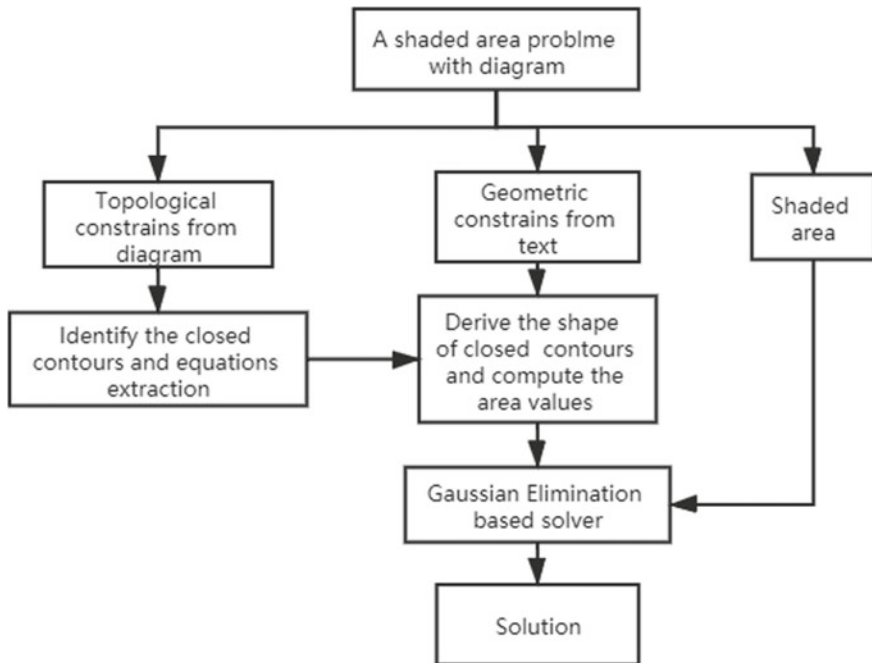 A shaded area problme
with diagram
Topological
constrains from
diagram
Geometric
constrains from
text
Shaded
area
Identify the closed
contours and equations
extraction
Derive the shape
of closed contours
and compute the
area values
Gaussian Elimination
based solver
Solution